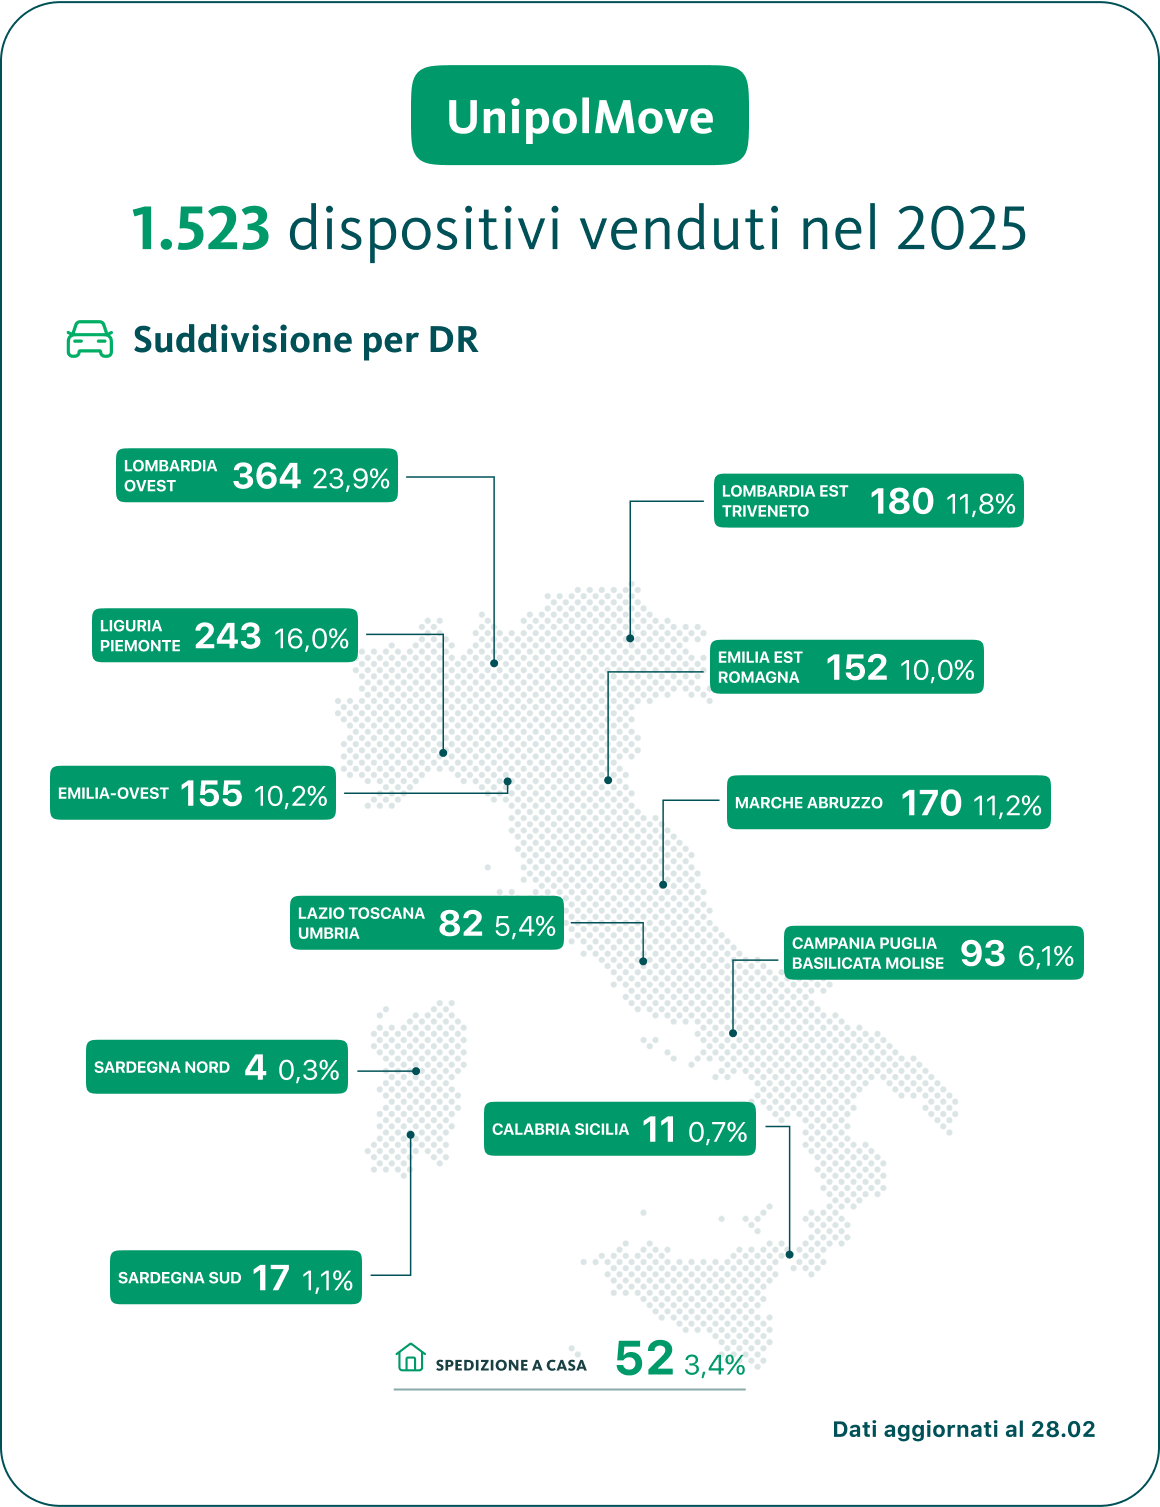 UnipolMove
1.523 dispositivi venduti nel 2025
Suddivisione per DR
LOMBARDIA
OVEST
364 23,9%
LOMBARDIA EST
TRIVENETO
180 11,8%
LIGURIA
PIEMONTE
243 16,0%
EMILIA EST
ROMAGNA
152 10,0%
EMILIA-OVEST 155 10,2%
MARCHE ABRUZZO 170 11,2%
LAZIO TOSCANA
UMBRIA
82 5,4%
CAMPANIA PUGLIA
BASILICATA MOLISE
93 6,1%
SARDEGNA NORD 4 0,3%
CALABRIA SICILIA 11 0,7%
SARDEGNA SUD 17 1,1%
SPEDIZIONE A CASA 52 3,4%
Dati aggiornati al 28.02